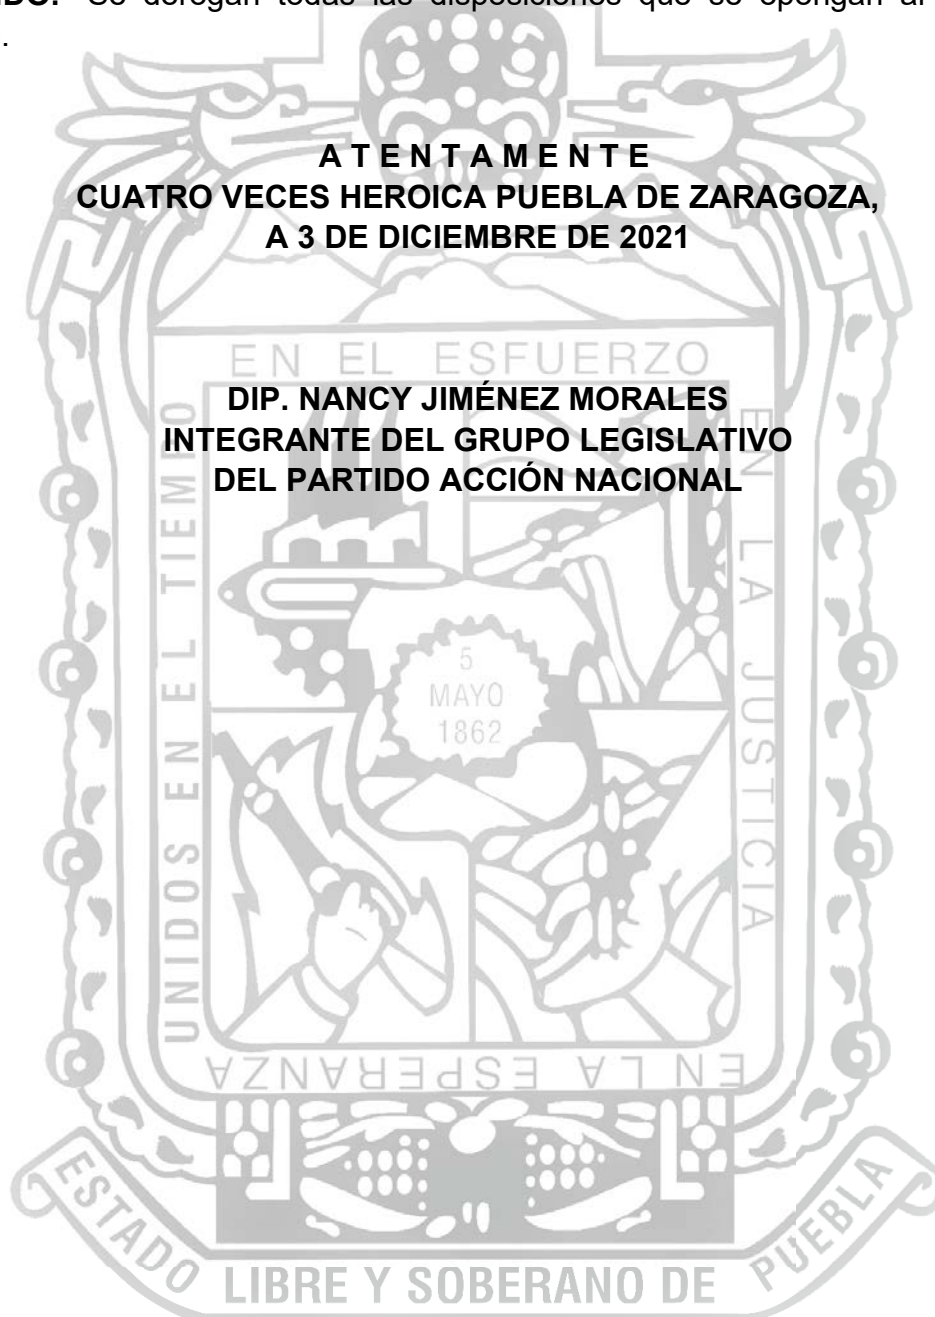 Se derogan todas las disposiciones que se opongan al
.
A T E N T A M E N T E
CUATRO VECES HEROICA PUEBLA DE ZARAGOZA,
A 3 DE DICIEMBRE DE 2021
DIP. NANCY JIMÉNEZ MORALES
INTEGRANTE DEL GRUPO LEGISLATIVO
DEL PARTIDO ACCIÓN NACIONAL
UNIDOS EN EL TIEMPO
EN EL ESFUERZO
EN LA JUSTICIA
EN LA ESPERANZA
5
MAYO
1862
ESTADO LIBRE Y SOBERANO DE PUEBLA